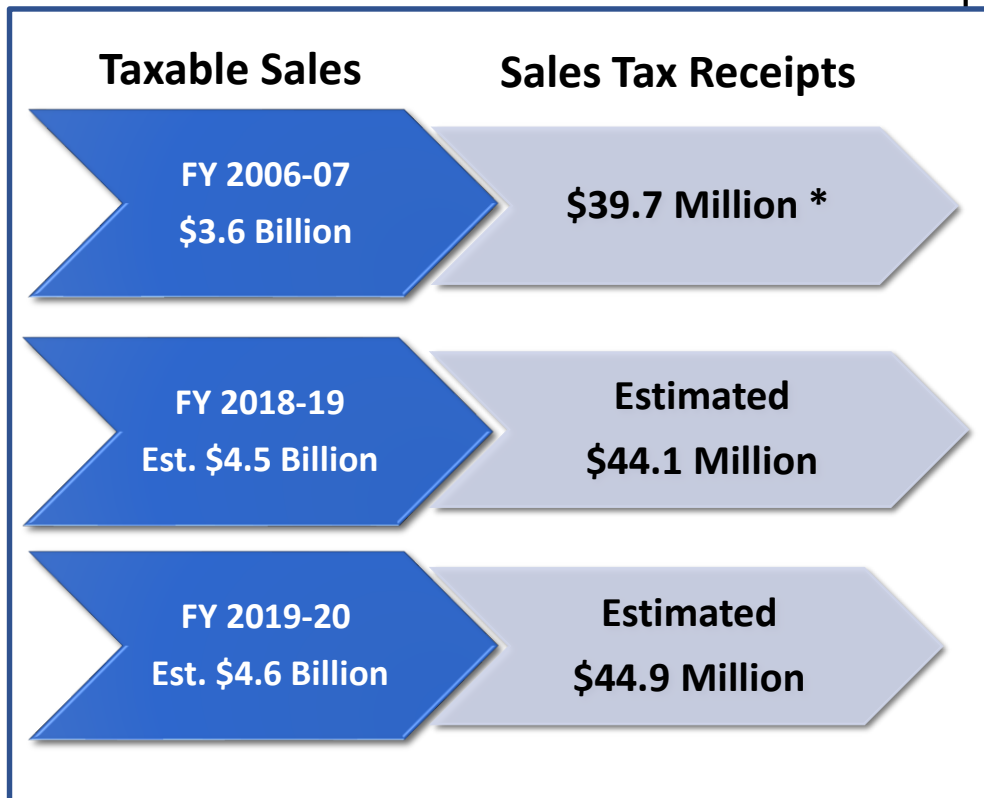 Taxable Sales
Sales Tax Receipts
FY 2006-07
$3.6 Billion
$39.7 Million *
FY 2018-19
Est. $4.5 Billion
Estimated
$44.1 Million
FY 2019-20
Est. $4.6 Billion
Estimated
$44.9 Million